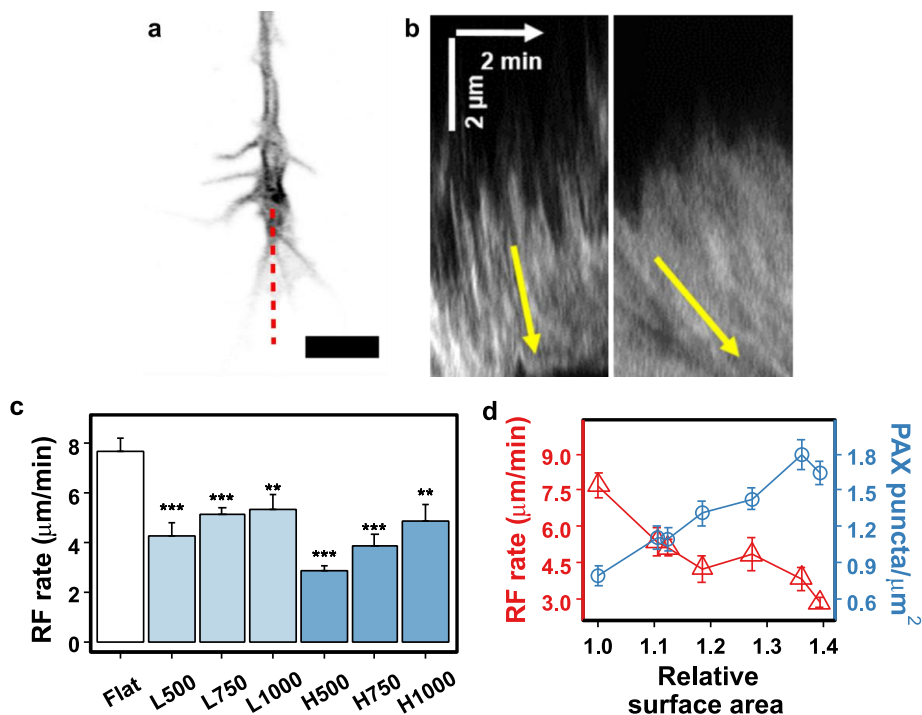 a
b
2 min
2 μm
c
RF rate (μm/min)
8
6
4
2
0
***
***
**
***
***
**
Flat
L500
L750
L1000
H500
H750
H1000
d
RF rate (μm/min)
9.0
1.5
6.0
4.5
3.0
PAX puncta/μm²
1.8
1.5
1.2
0.9
0.6
1.0
1.1
1.2
1.3
1.4
Relative
surface area